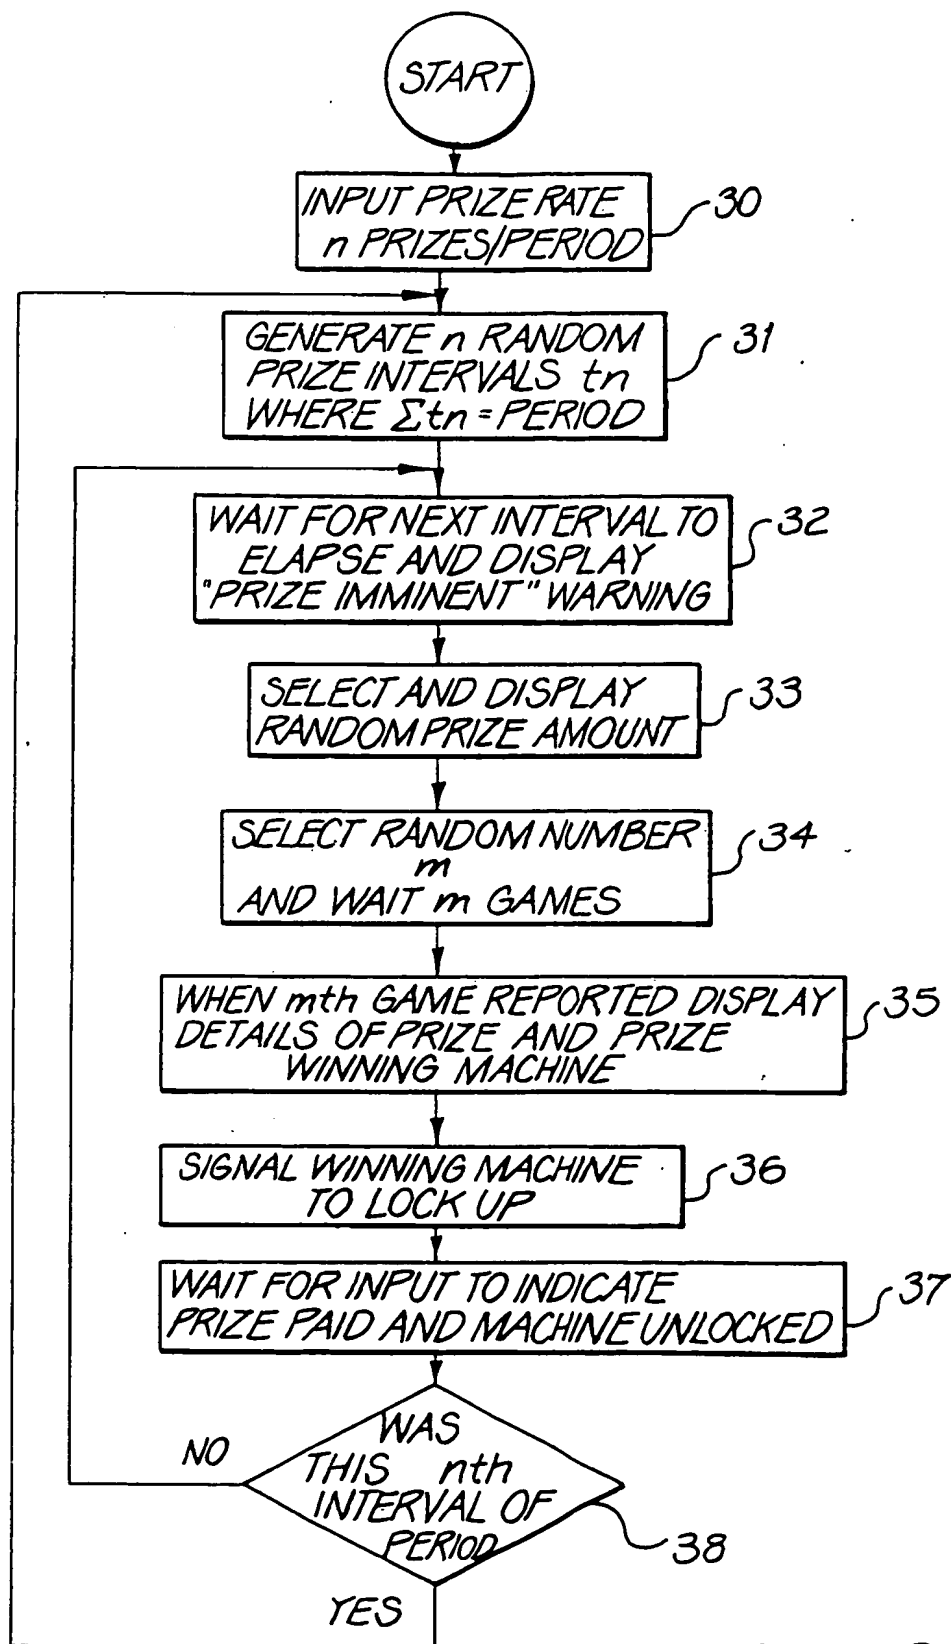 START
INPUT PRIZE RATE
n PRIZES/PERIOD
30
GENERATE n RANDOM
PRIZE INTERVALS tn
WHERE Σtn = PERIOD
31
WAIT FOR NEXT INTERVAL TO
ELAPSE AND DISPLAY
"PRIZE IMMINENT" WARNING
32
SELECT AND DISPLAY
RANDOM PRIZE AMOUNT
33
SELECT RANDOM NUMBER
m
AND WAIT m GAMES
34
WHEN mth GAME REPORTED DISPLAY
DETAILS OF PRIZE AND PRIZE
WINNING MACHINE
35
SIGNAL WINNING MACHINE
TO LOCK UP
36
WAIT FOR INPUT TO INDICATE
PRIZE PAID AND MACHINE UNLOCKED
37
WAS
THIS nth
INTERVAL OF
PERIOD
38
NO
YES